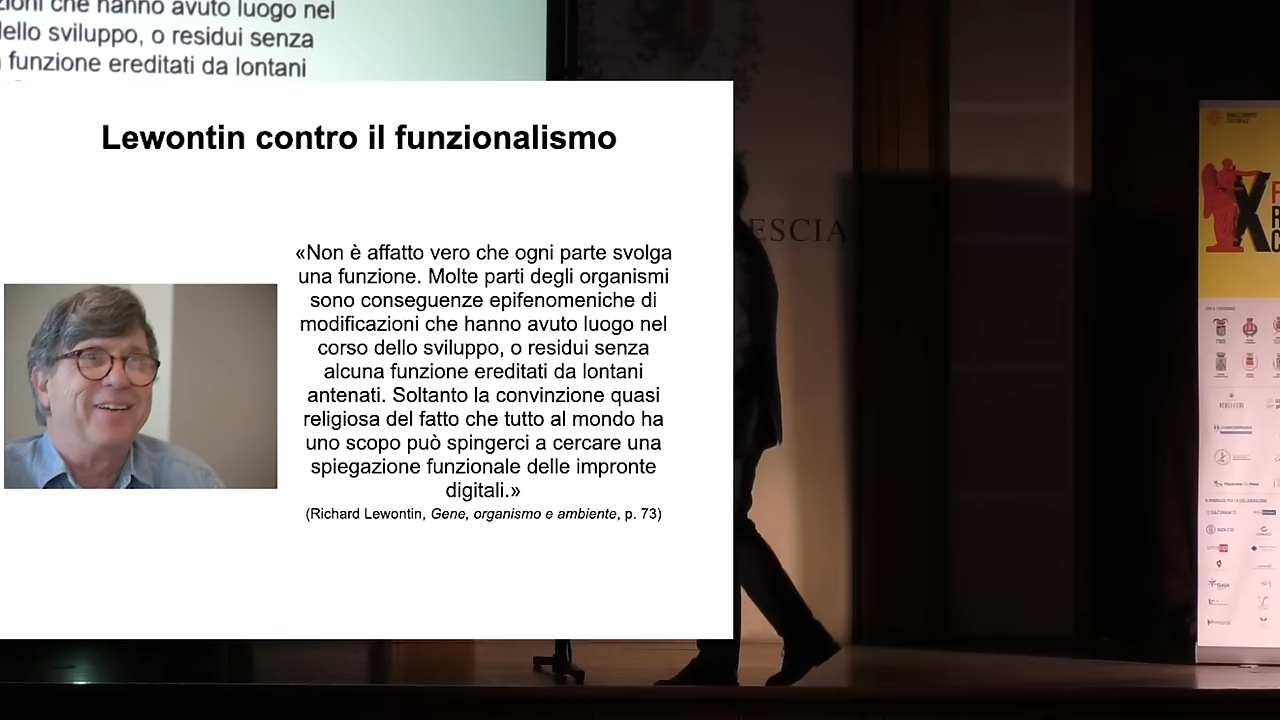 che hanno avuto luogo nel
dello sviluppo, o residui senza
funzione ereditati da lontani
Lewontin contro il funzionalismo
«Non è affatto vero che ogni parte svolga
una funzione. Molte parti degli organismi
sono conseguenze epifenomeniche di
modificazioni che hanno avuto luogo nel
corso dello sviluppo, o residui senza
alcuna funzione ereditati da lontani
antenati. Soltanto la convinzione quasi
religiosa del fatto che tutto al mondo ha
uno scopo può spingerci a cercare una
spiegazione funzionale delle impronte
digitali.»
(Richard Lewontin, Gene, organismo e ambiente, p. 73)
ESCIA
X